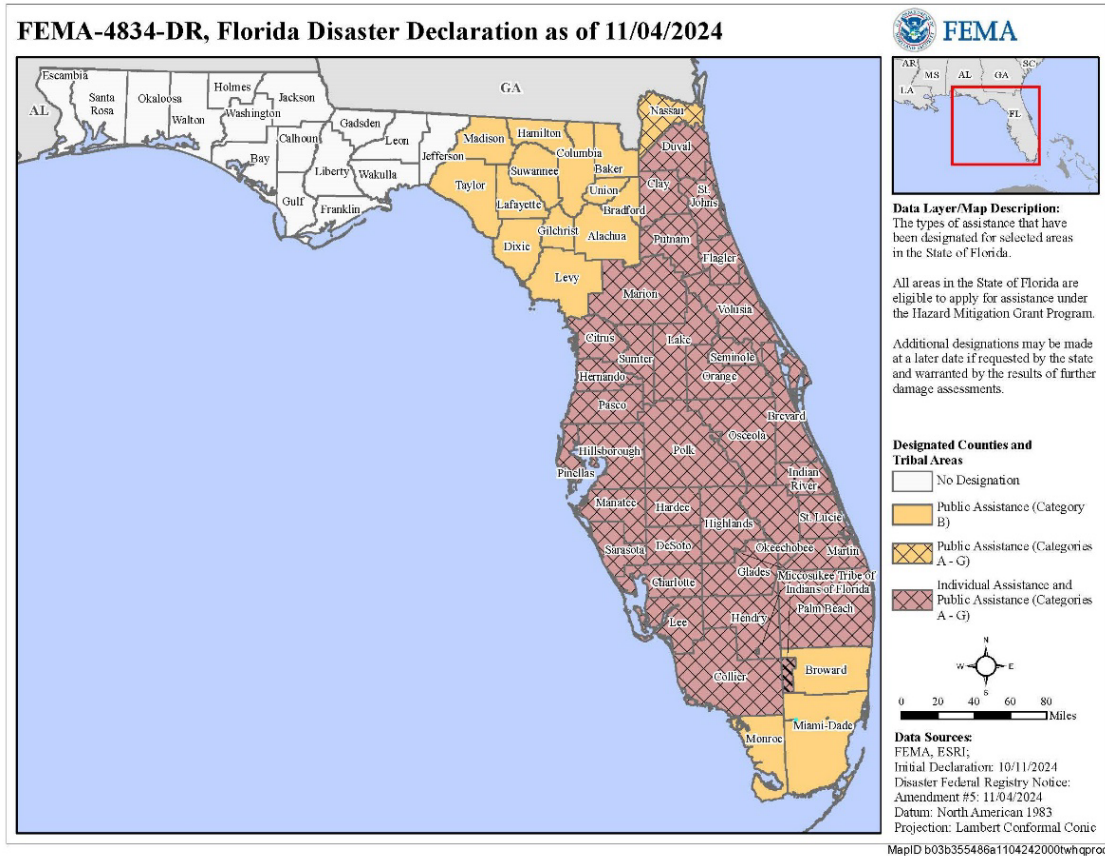 FEMA-4834-DR, Florida Disaster Declaration as of 11/04/2024
FEMA
AR
SC
MS
AL
GA
LA
FL
Data Layer/Map Description:
The types of assistance that have
been designated for selected areas
in the State of Florida.
All areas in the State of Florida are
eligible to apply for assistance under
the Hazard Mitigation Grant Program.
Additional designations may be made
at a later date if requested by the state
and warranted by the results of further
damage assessments.
Designated Counties and
Tribal Areas
No Designation
Public Assistance (Category
B)
Public Assistance (Categories
A - G)
Individual Assistance and
Public Assistance (Categories
A - G)
N
W
E
S
0 20 40 60 80
Miles
Data Sources:
FEMA, ESRI;
Initial Declaration: 10/11/2024
Disaster Federal Registry Notice:
Amendment #5: 11/04/2024
Datum: North American 1983
Projection: Lambert Conformal Conic
MapID b03b355486a1104242000twhqprod
AL
GA
Escambia
Santa
Rosa
Okaloosa
Walton
Holmes
Washington
Jackson
Bay
Calhoun
Gulf
Liberty
Franklin
Gadsden
Leon
Wakulla
Jefferson
Madison
Hamilton
Taylor
Suwannee
Columbia
Baker
Lafayette
Union
Bradford
Gilchrist
Dixie
Alachua
Levy
Nassau
Duval
Clay
St.
Johns
Putnam
Flagler
Marion
Volusia
Citrus
Sumter
Lake
Seminole
Hernando
Orange
Pasco
Brevard
Osceola
Hillsborough
Polk
Pinellas
Indian
River
Manatee
Hardee
St. Lucie
Highlands
Sarasota
DeSoto
Okeechobee
Martin
Charlotte
Glades
Miccosukee Tribe of
Indians of Florida
Palm Beach
Lee
Hendry
Collier
Broward
Monroe
Miami-Dade